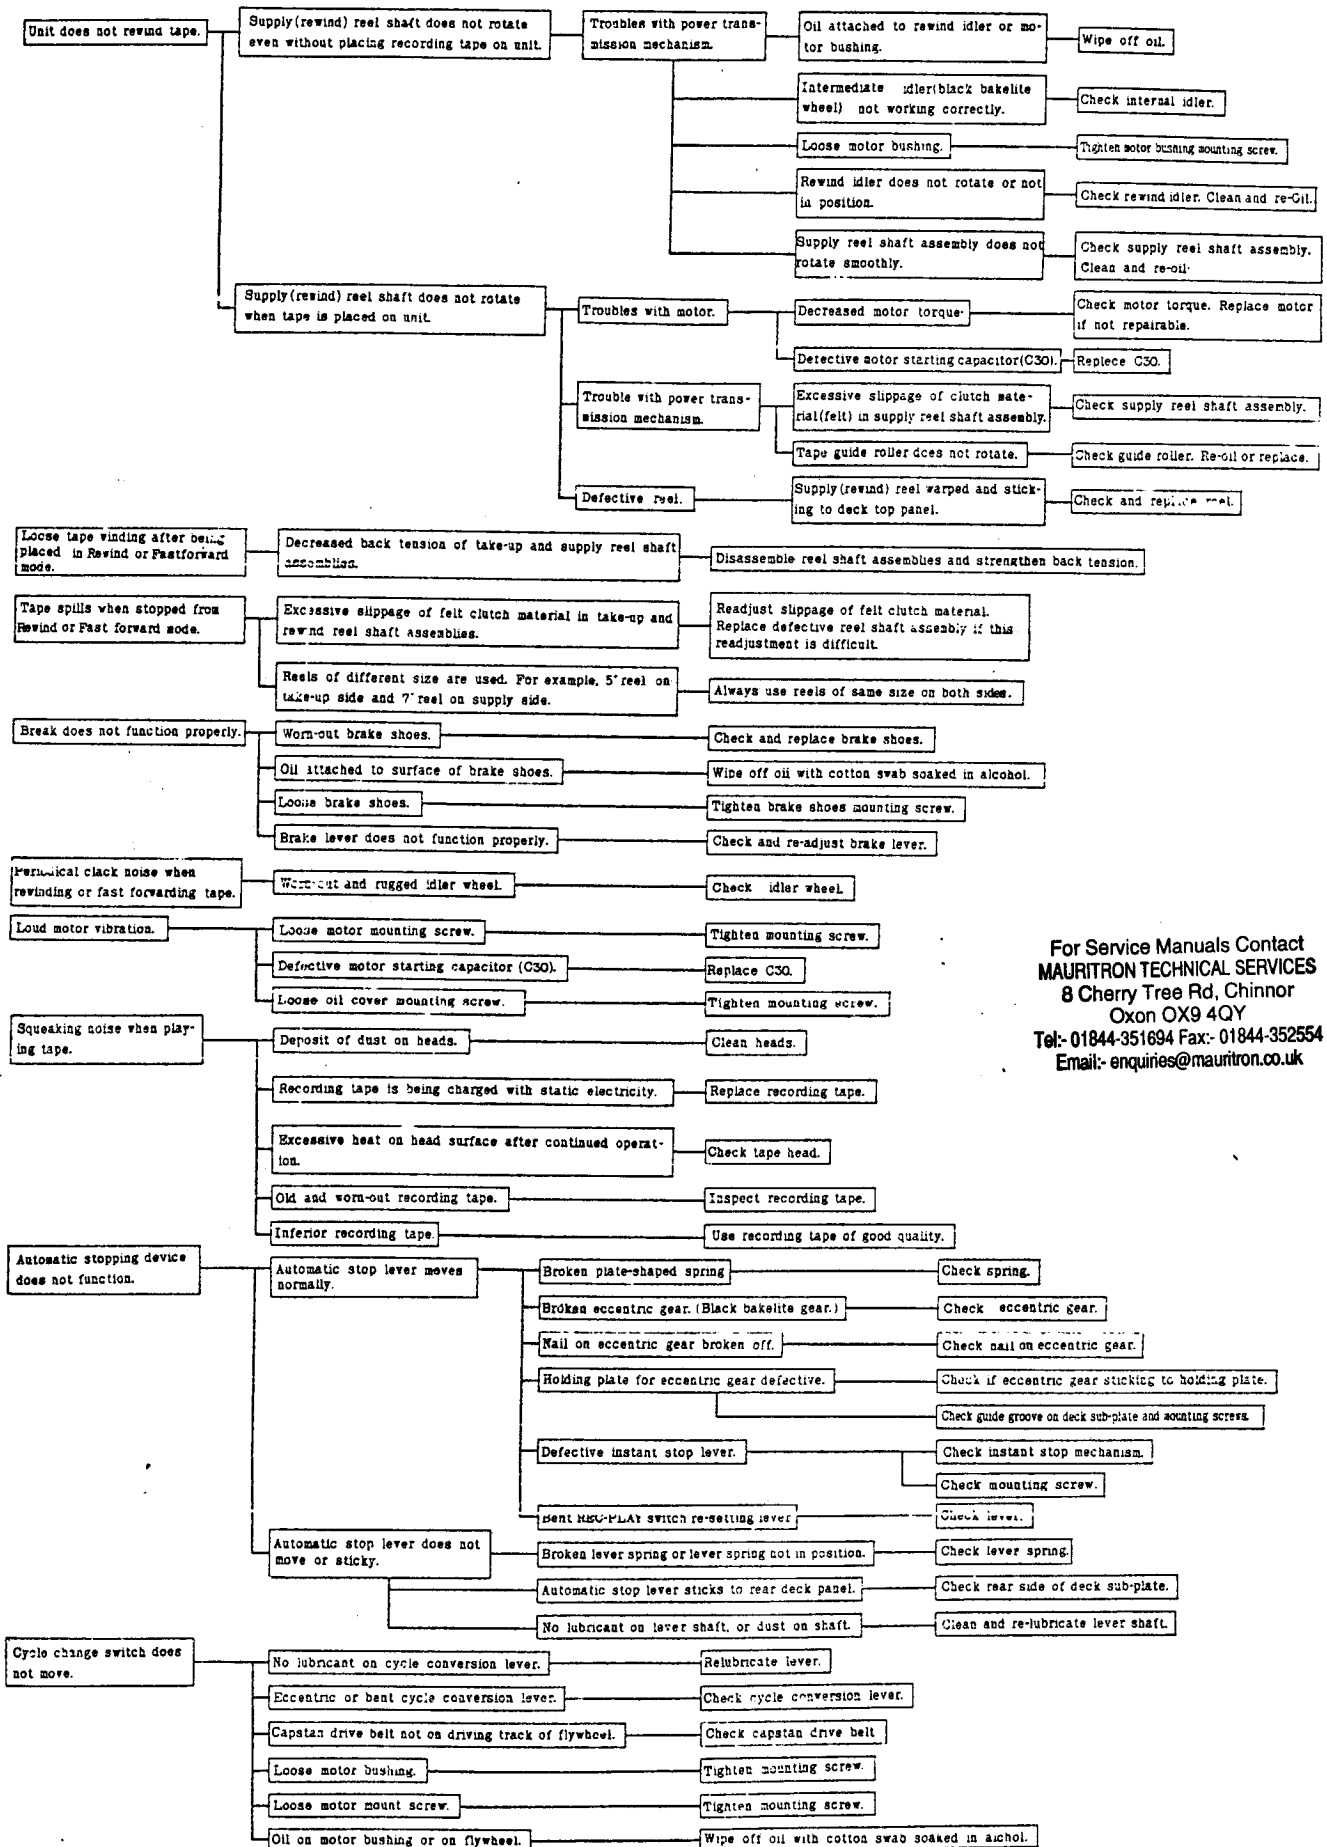 Unit does not rewind tape.
Supply (rewind) reel shaft does not rotate
even without placing recording tape on unit.
Troubles with power trans-
mission mechanism.
Oil attached to rewind idler or mo-
tor bushing.
Wipe off oil.
Intermediate idler (black bakelite
wheel) not working correctly.
Check internal idler.
Loose motor bushing.
Tighten motor bushing mounting screw.
Rewind idler does not rotate or not
in position.
Check rewind idler. Clean and re-Oil.
Supply reel shaft assembly does not
rotate smoothly.
Check supply reel shaft assembly.
Clean and re-oil.
Supply (rewind) reel shaft does not rotate
when tape is placed on unit.
Troubles with motor.
Decreased motor torque.
Check motor torque. Replace motor
if not repairable.
Defective motor starting capacitor (C30).
Replece C30.
Trouble with power trans-
mission mechanism.
Excessive slippage of clutch mate-
rial (felt) in supply reel shaft assembly.
Check supply reel shaft assembly.
Tape guide roller does not rotate.
Check guide roller. Re-oil or replace.
Defective reel.
Supply (rewind) reel warped and stick-
ing to deck top panel.
Check and replace reel.
Loose tape winding after being
placed in Rewind or Fastforward
mode.
Decreased back tension of take-up and supply reel shaft
assemblies.
Disassemble reel shaft assemblies and strengthen back tension.
Tape spills when stopped from
Rewind or Fast forward mode.
Excessive slippage of felt clutch material in take-up and
rewind reel shaft assemblies.
Readjust slippage of felt clutch material.
Replace defective reel shaft assembly if this
readjustment is difficult.
Reels of different size are used. For example, 5" reel on
take-up side and 7" reel on supply side.
Always use reels of same size on both sides.
Break does not function properly.
Worn-out brake shoes.
Check and replace brake shoes.
Oil attached to surface of brake shoes.
Wipe off oil with cotton swab soaked in alcohol.
Loose brake shoes.
Tighten brake shoes mounting screw.
Brake lever does not function properly.
Check and re-adjust brake lever.
Periodical clack noise when
rewinding or fast forwarding tape.
Worn-out and rugged idler wheel.
Check idler wheel.
Loud motor vibration.
Loose motor mounting screw.
Tighten mounting screw.
Defective motor starting capacitor (C30).
Replace C30.
Loose oil cover mounting screw.
Tighten mounting screw.
For Service Manuals Contact
MAURITRON TECHNICAL SERVICES
8 Cherry Tree Rd, Chinnor
Oxon OX9 4QY
Tel:- 01844-351694 Fax:- 01844-352554
Email:- enquiries@mauritron.co.uk
Squeaking noise when play-
ing tape.
Deposit of dust on heads.
Clean heads.
Recording tape is being charged with static electricity.
Replace recording tape.
Excessive heat on head surface after continued operat-
ion.
Check tape head.
Old and worn-out recording tape.
Inspect recording tape.
Inferior recording tape.
Use recording tape of good quality.
Automatic stopping device
does not function.
Automatic stop lever moves
normally.
Broken plate-shaped spring
Check spring.
Broken eccentric gear. (Black bakelite gear.)
Check eccentric gear.
Nail on eccentric gear broken off.
Check nail on eccentric gear.
Holding plate for eccentric gear defective.
Check if eccentric gear sticking to holding plate.
Check guide groove on deck sub-plate and mounting screws.
Defective instant stop lever.
Check instant stop mechanism.
Check mounting screw.
Bent REC-PLAY switch re-setting lever
Check lever.
Automatic stop lever does not
move or sticky.
Broken lever spring or lever spring not in position.
Check lever spring.
Automatic stop lever sticks to rear deck panel.
Check rear side of deck sub-plate.
No lubricant on lever shaft, or dust on shaft.
Clean and re-lubricate lever shaft.
Cycle change switch does
not move.
No lubricant on cycle conversion lever.
Relubricate lever.
Eccentric or bent cycle conversion lever.
Check cycle conversion lever.
Capstan drive belt not on driving track of flywheel.
Check capstan drive belt
Loose motor bushing.
Tighten mounting screw.
Loose motor mount screw.
Tighten mounting screw.
Oil on motor bushing or on flywheel.
Wipe off oil with cotton swab soaked in alchol.